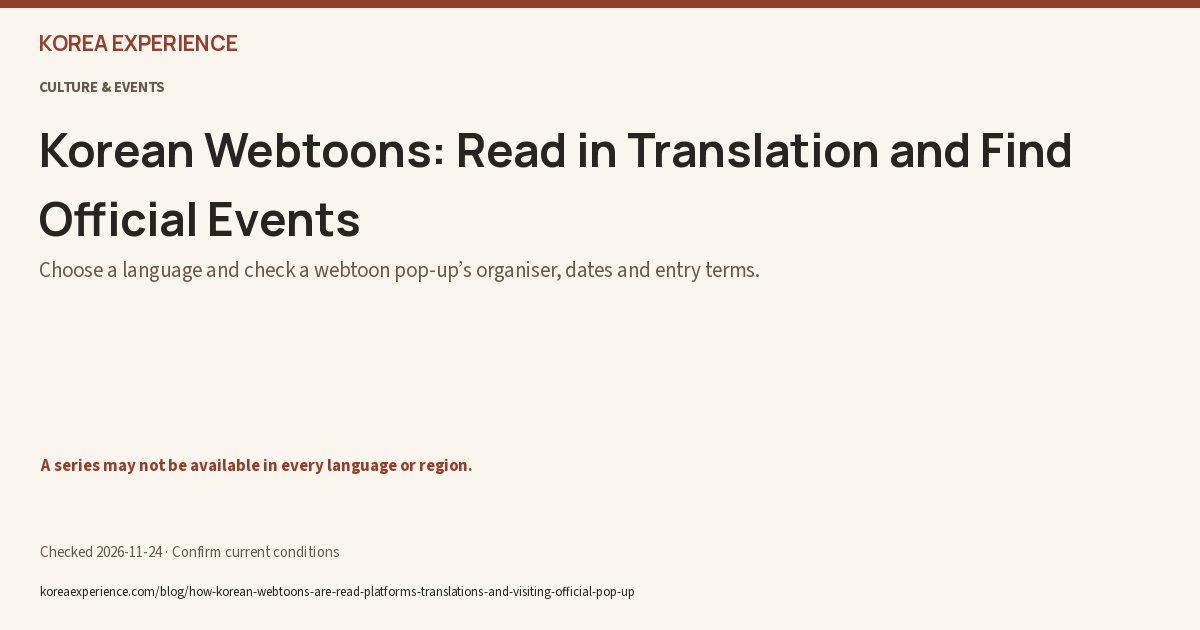 KOREA EXPERIENCE
CULTURE & EVENTS
Korean Webtoons: Read in Translation and Find
Official Events
Choose a language and check a webtoon pop-up’s organiser, dates and entry terms.
A series may not be available in every language or region.
Checked 2026-11-24 · Confirm current conditions
koreaexperience.com/blog/how-korean-webtoons-are-read-platforms-translations-and-visiting-official-pop-up